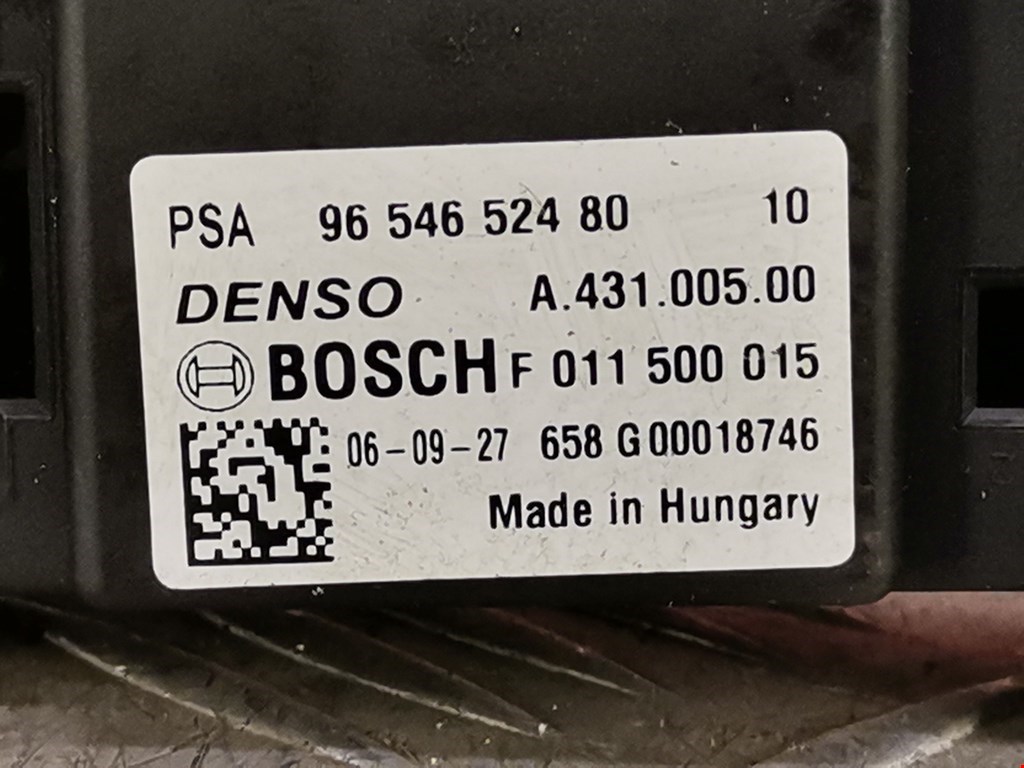 PSA 96 546 524 80 10
DENSO A.431.005.00
BOSCH F 011 500 015
06-09-27 658 G00018746
Made in Hungary